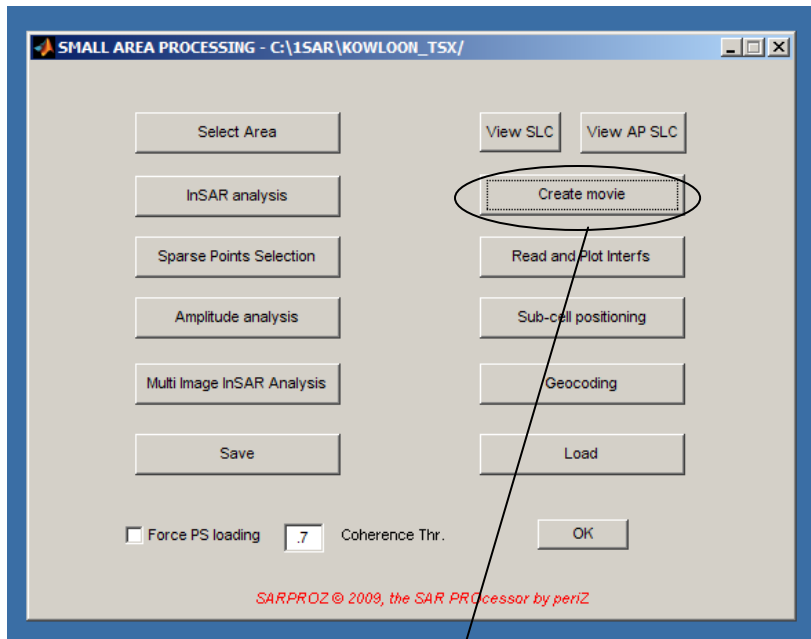 SMALL AREA PROCESSING - C:\1SAR\KOWLOON_TSX/
Select Area
View SLC
View AP SLC
InSAR analysis
Create movie
Sparse Points Selection
Read and Plot Interfs
Amplitude analysis
Sub-cell positioning
Multi Image InSAR Analysis
Geocoding
Save
Load
Force PS loading
.7
Coherence Thr.
OK
SARPROZ © 2009, the SAR PROcessor by periZ